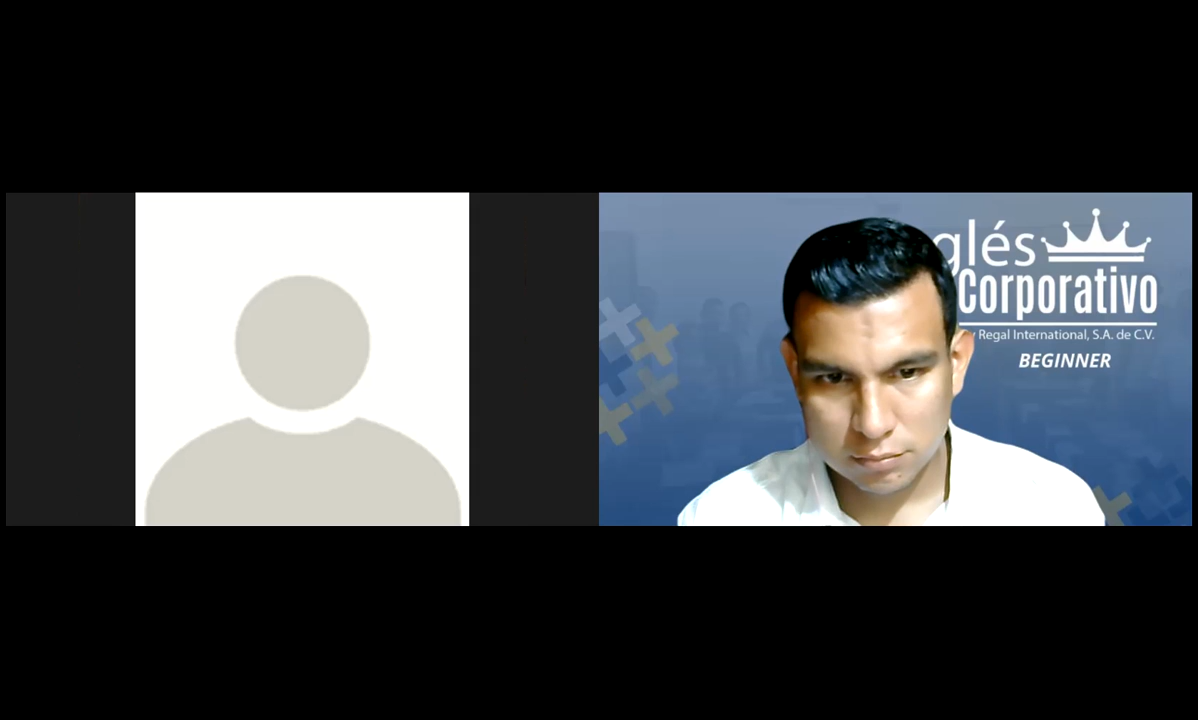 glés
Corporativo
y Regal International, S.A. de C.V.
BEGINNER